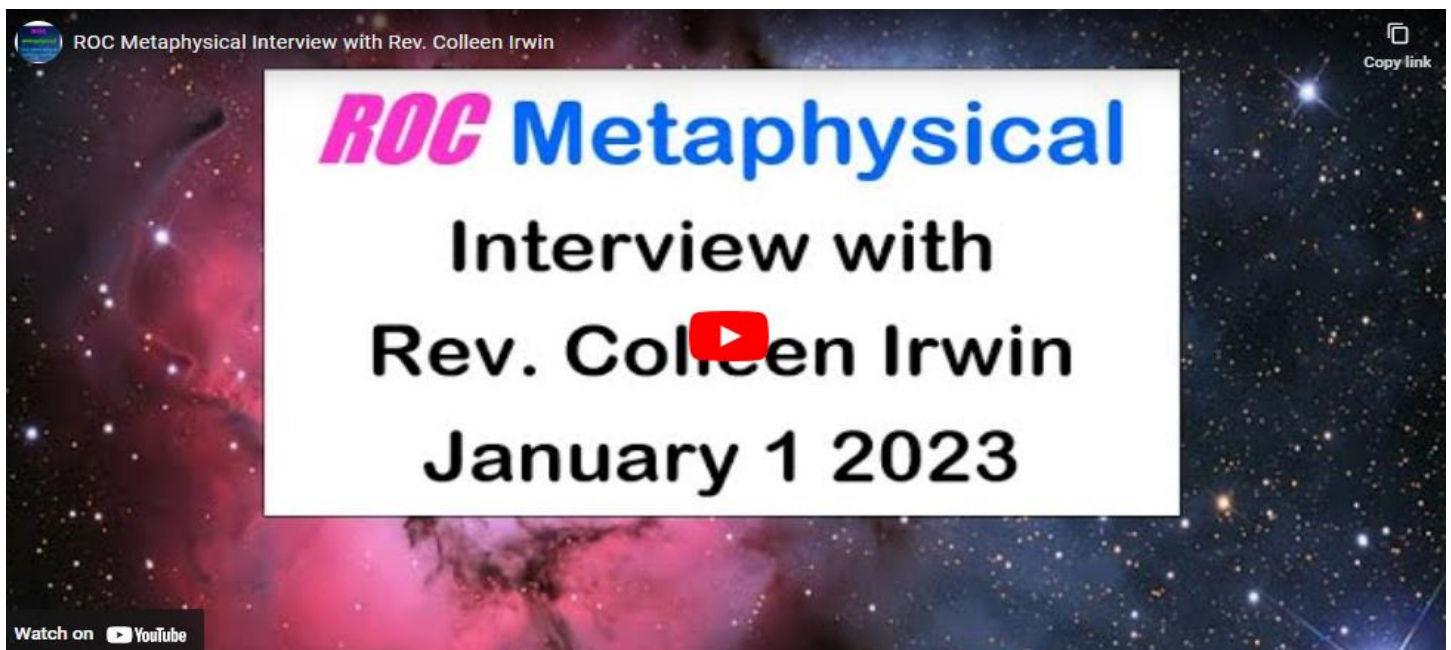 ROC Metaphysical Interview with Rev. Colleen Irwin
Copy link
ROC Metaphysical
Interview with
Rev. Colleen Irwin
January 1 2023
Watch on YouTube